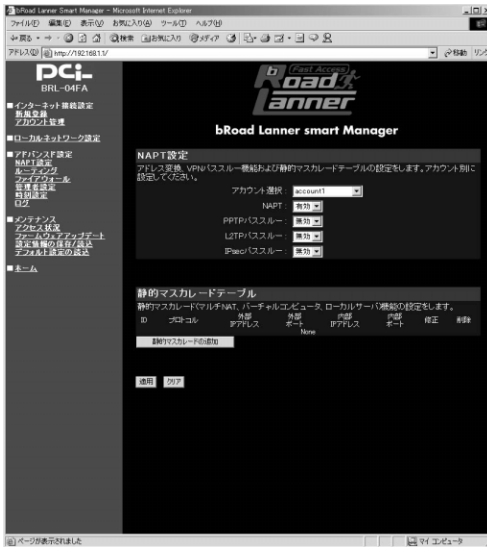 bRoad Lanner Smart Manager - Microsoft Internet Explorer
ファイル(F) 編集(E) 表示(V) お気に入り(A) ツール(T) ヘルプ(H)
戻る 検索 お気に入り メディア
アドレス(D) http://192.168.1.1/ 移動 リンク
PCi
BRL-04FA
■インターネット接続設定
新規登録
アカウント管理
■ローカルネットワーク設定
■アドバンスド設定
NAPT設定
ルーティング
ファイアウォール
管理者設定
時刻設定
ログ
■メンテナンス
アクセス状況
ファームウェアアップデート
設定情報の保存/読込
デフォルト設定の読込
■ホーム
bRoad (Fast Access)
Lanner
bRoad Lanner smart Manager
NAPT設定
アドレス変換、VPNパススルー機能および静的マスカレードテーブルの設定をします。アカウント別に
設定してください。
アカウント選択: account1
NAPT: 有効
PPTPパススルー: 無効
L2TPパススルー: 無効
IPsecパススルー: 無効
静的マスカレードテーブル
静的マスカレード(マルチNAT、バーチャルコンピュータ、ローカルサーバ)機能の設定をします。
ID プロトコル 外部IPアドレス 外部ポート 内部IPアドレス 内部ポート 修正 削除
None
静的マスカレードの追加
適用 クリア
ページが表示されました マイ コンピュータ